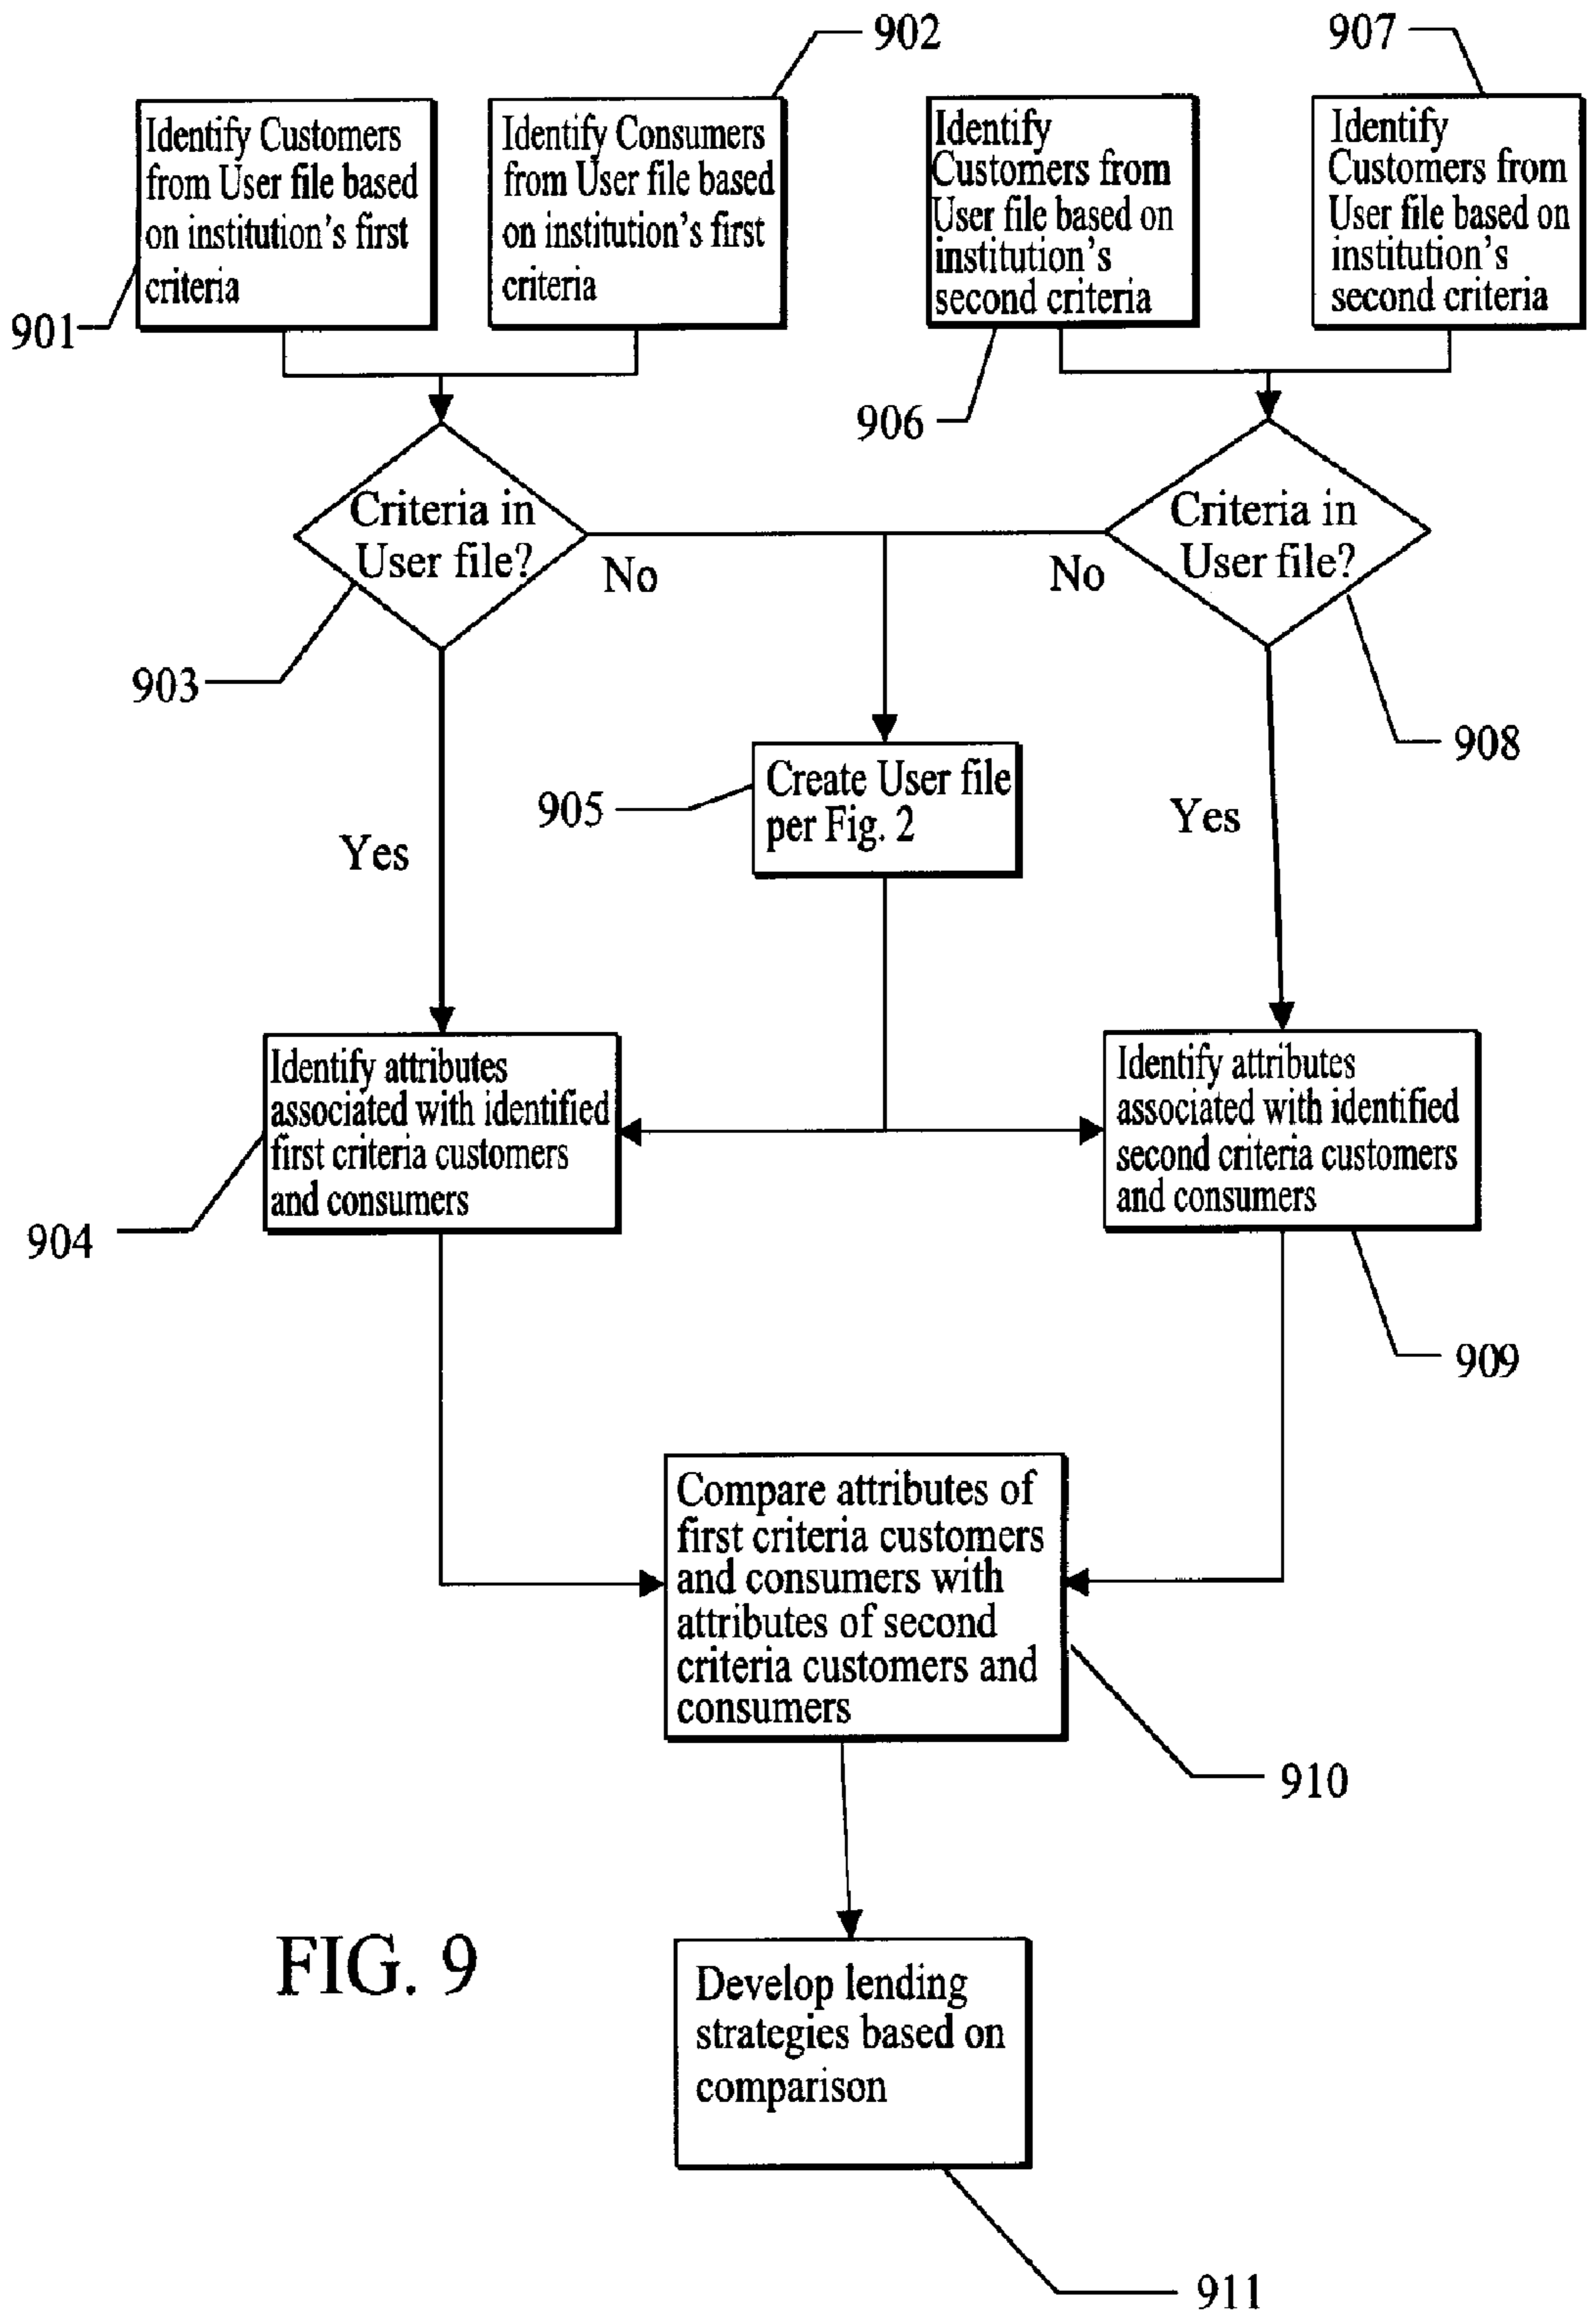 902
907
Identify Customers
from User file based
on institution's first
criteria
Identify Consumers
from User file based
on institution's first
criteria
Identify
Customers from
User file based on
institution's
second criteria
Identify
Customers from
User file based on
institution's
second criteria
901
906
Criteria in
User file?
No
No
Criteria in
User file?
903
908
905
Create User file
per Fig. 2
Yes
Yes
Identify attributes
associated with identified
first criteria customers
and consumers
Identify attributes
associated with identified
second criteria customers
and consumers
904
909
Compare attributes of
first criteria customers
and consumers with
attributes of second
criteria customers and
consumers
910
FIG. 9
Develop lending
strategies based on
comparison
911